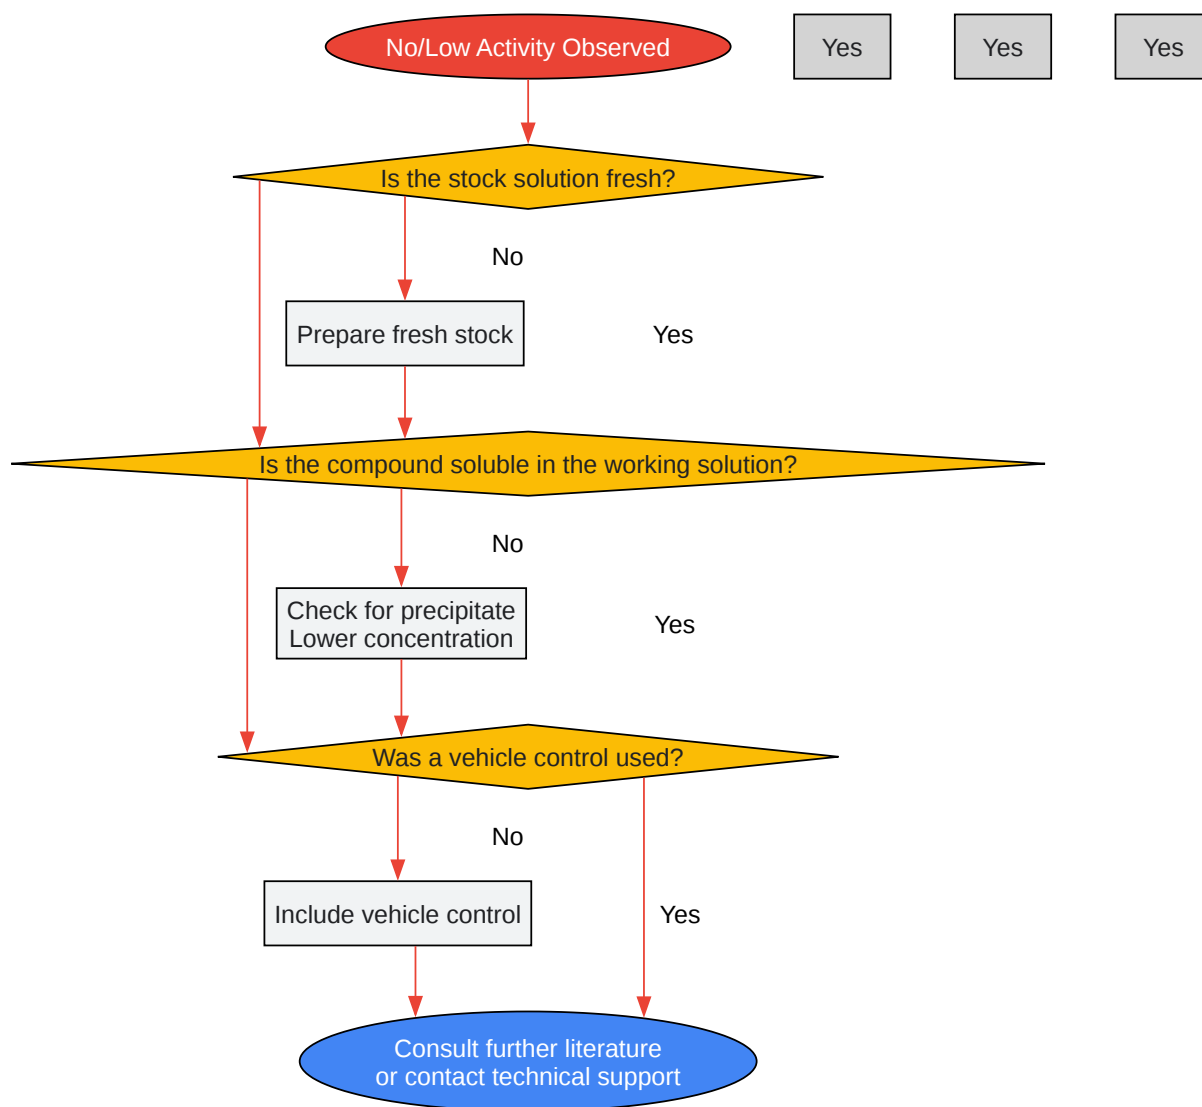 No/Low Activity Observed
Yes
Yes
Yes
Is the stock solution fresh?
No
Prepare fresh stock
Yes
Is the compound soluble in the working solution?
No
Check for precipitate
Lower concentration
Yes
Was a vehicle control used?
No
Include vehicle control
Yes
Consult further literature
or contact technical support